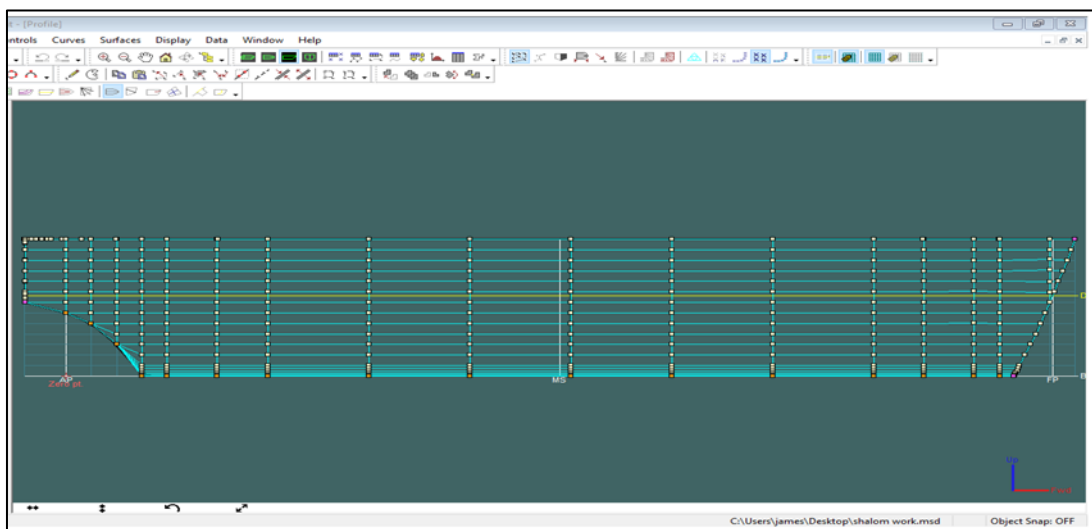 - [Profile]
ntrols Curves Surfaces Display Data Window Help
D
AP
Zero pt.
MS
FP
B
Up
C:\Users\james\Desktop\shalom work.msd
Object Snap: OFF